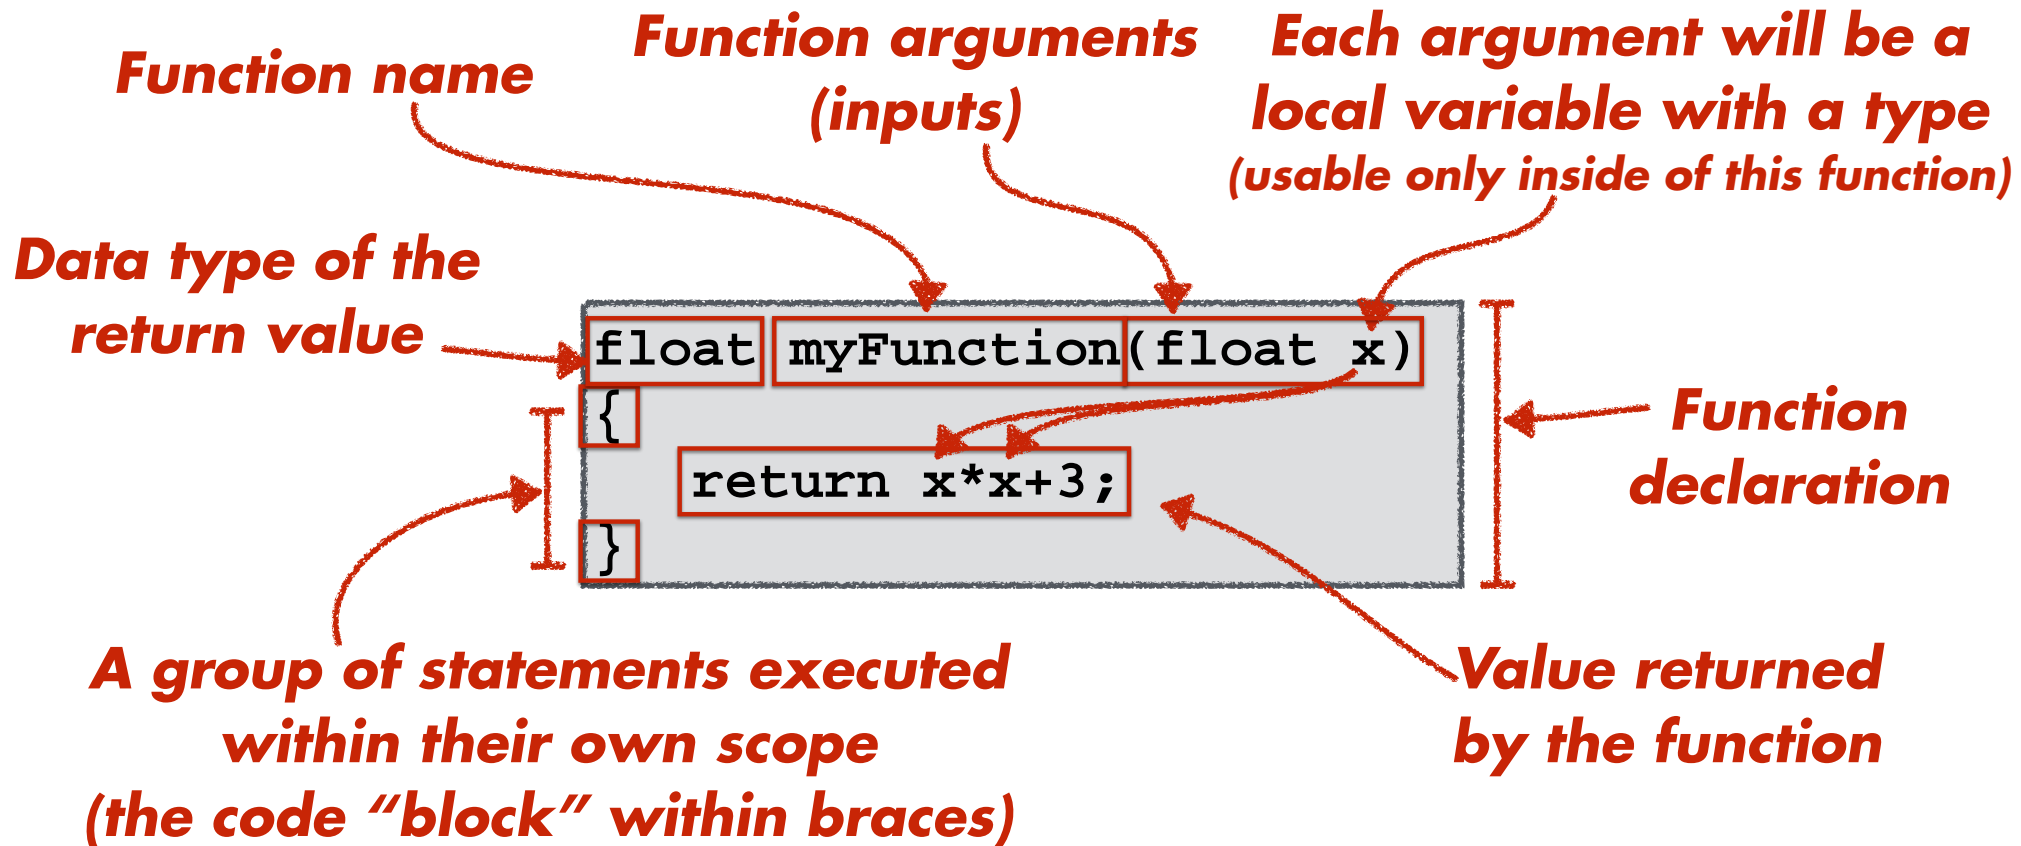 Function name
Function arguments
(inputs)
Each argument will be a
local variable with a type
(usable only inside of this function)
Data type of the
return value
float myFunction(float x)
{
return x*x+3;
}
Function
declaration
A group of statements executed
within their own scope
(the code “block” within braces)
Value returned
by the function